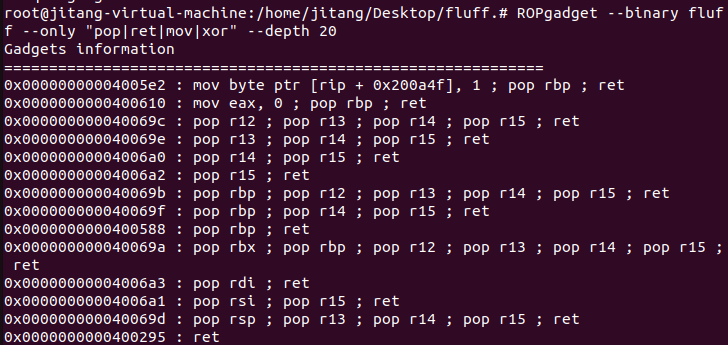 root@jitang-virtual-machine:/home/jitang/Desktop/fluff.# ROPgadget --binary fluf
f --only "pop|ret|mov|xor" --depth 20
Gadgets information
============================================================
0x00000000004005e2 : mov byte ptr [rip + 0x200a4f], 1 ; pop rbp ; ret
0x0000000000400610 : mov eax, 0 ; pop rbp ; ret
0x000000000040069c : pop r12 ; pop r13 ; pop r14 ; pop r15 ; ret
0x000000000040069e : pop r13 ; pop r14 ; pop r15 ; ret
0x00000000004006a0 : pop r14 ; pop r15 ; ret
0x00000000004006a2 : pop r15 ; ret
0x000000000040069b : pop rbp ; pop r12 ; pop r13 ; pop r14 ; pop r15 ; ret
0x000000000040069f : pop rbp ; pop r14 ; pop r15 ; ret
0x0000000000400588 : pop rbp ; ret
0x000000000040069a : pop rbx ; pop rbp ; pop r12 ; pop r13 ; pop r14 ; pop r15 ;
 ret
0x00000000004006a3 : pop rdi ; ret
0x00000000004006a1 : pop rsi ; pop r15 ; ret
0x000000000040069d : pop rsp ; pop r13 ; pop r14 ; pop r15 ; ret
0x0000000000400295 : ret